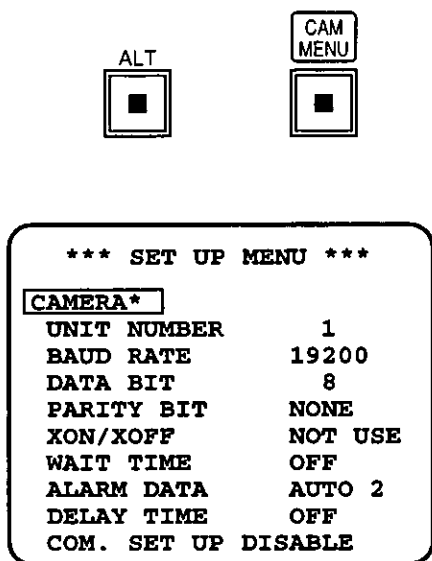 ALT
CAM
MENU
*** SET UP MENU ***
CAMERA*
UNIT NUMBER 1
BAUD RATE 19200
DATA BIT 8
PARITY BIT NONE
XON/XOFF NOT USE
WAIT TIME OFF
ALARM DATA AUTO 2
DELAY TIME OFF
COM. SET UP DISABLE